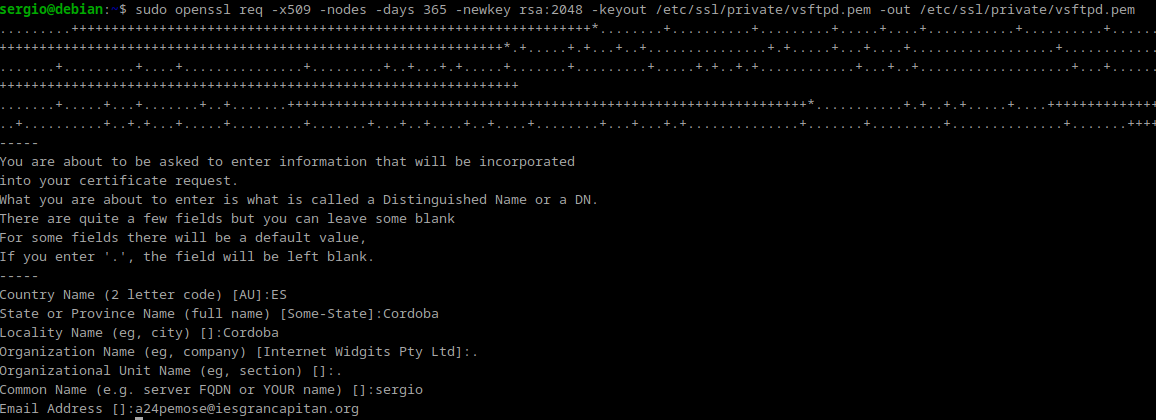 sergio@debian:~$ sudo openssl req -x509 -nodes -days 365 -newkey rsa:2048 -keyout /etc/ssl/private/vsftpd.pem -out /etc/ssl/private/vsftpd.pem
-----
You are about to be asked to enter information that will be incorporated
into your certificate request.
What you are about to enter is what is called a Distinguished Name or a DN.
There are quite a few fields but you can leave some blank
For some fields there will be a default value,
If you enter '.', the field will be left blank.
-----
Country Name (2 letter code) [AU]:ES
State or Province Name (full name) [Some-State]:Cordoba
Locality Name (eg, city) []:Cordoba
Organization Name (eg, company) [Internet Widgits Pty Ltd]:.
Organizational Unit Name (eg, section) []:.
Common Name (e.g. server FQDN or YOUR name) []:sergio
Email Address []:a24pemose@iesgrancapitan.org